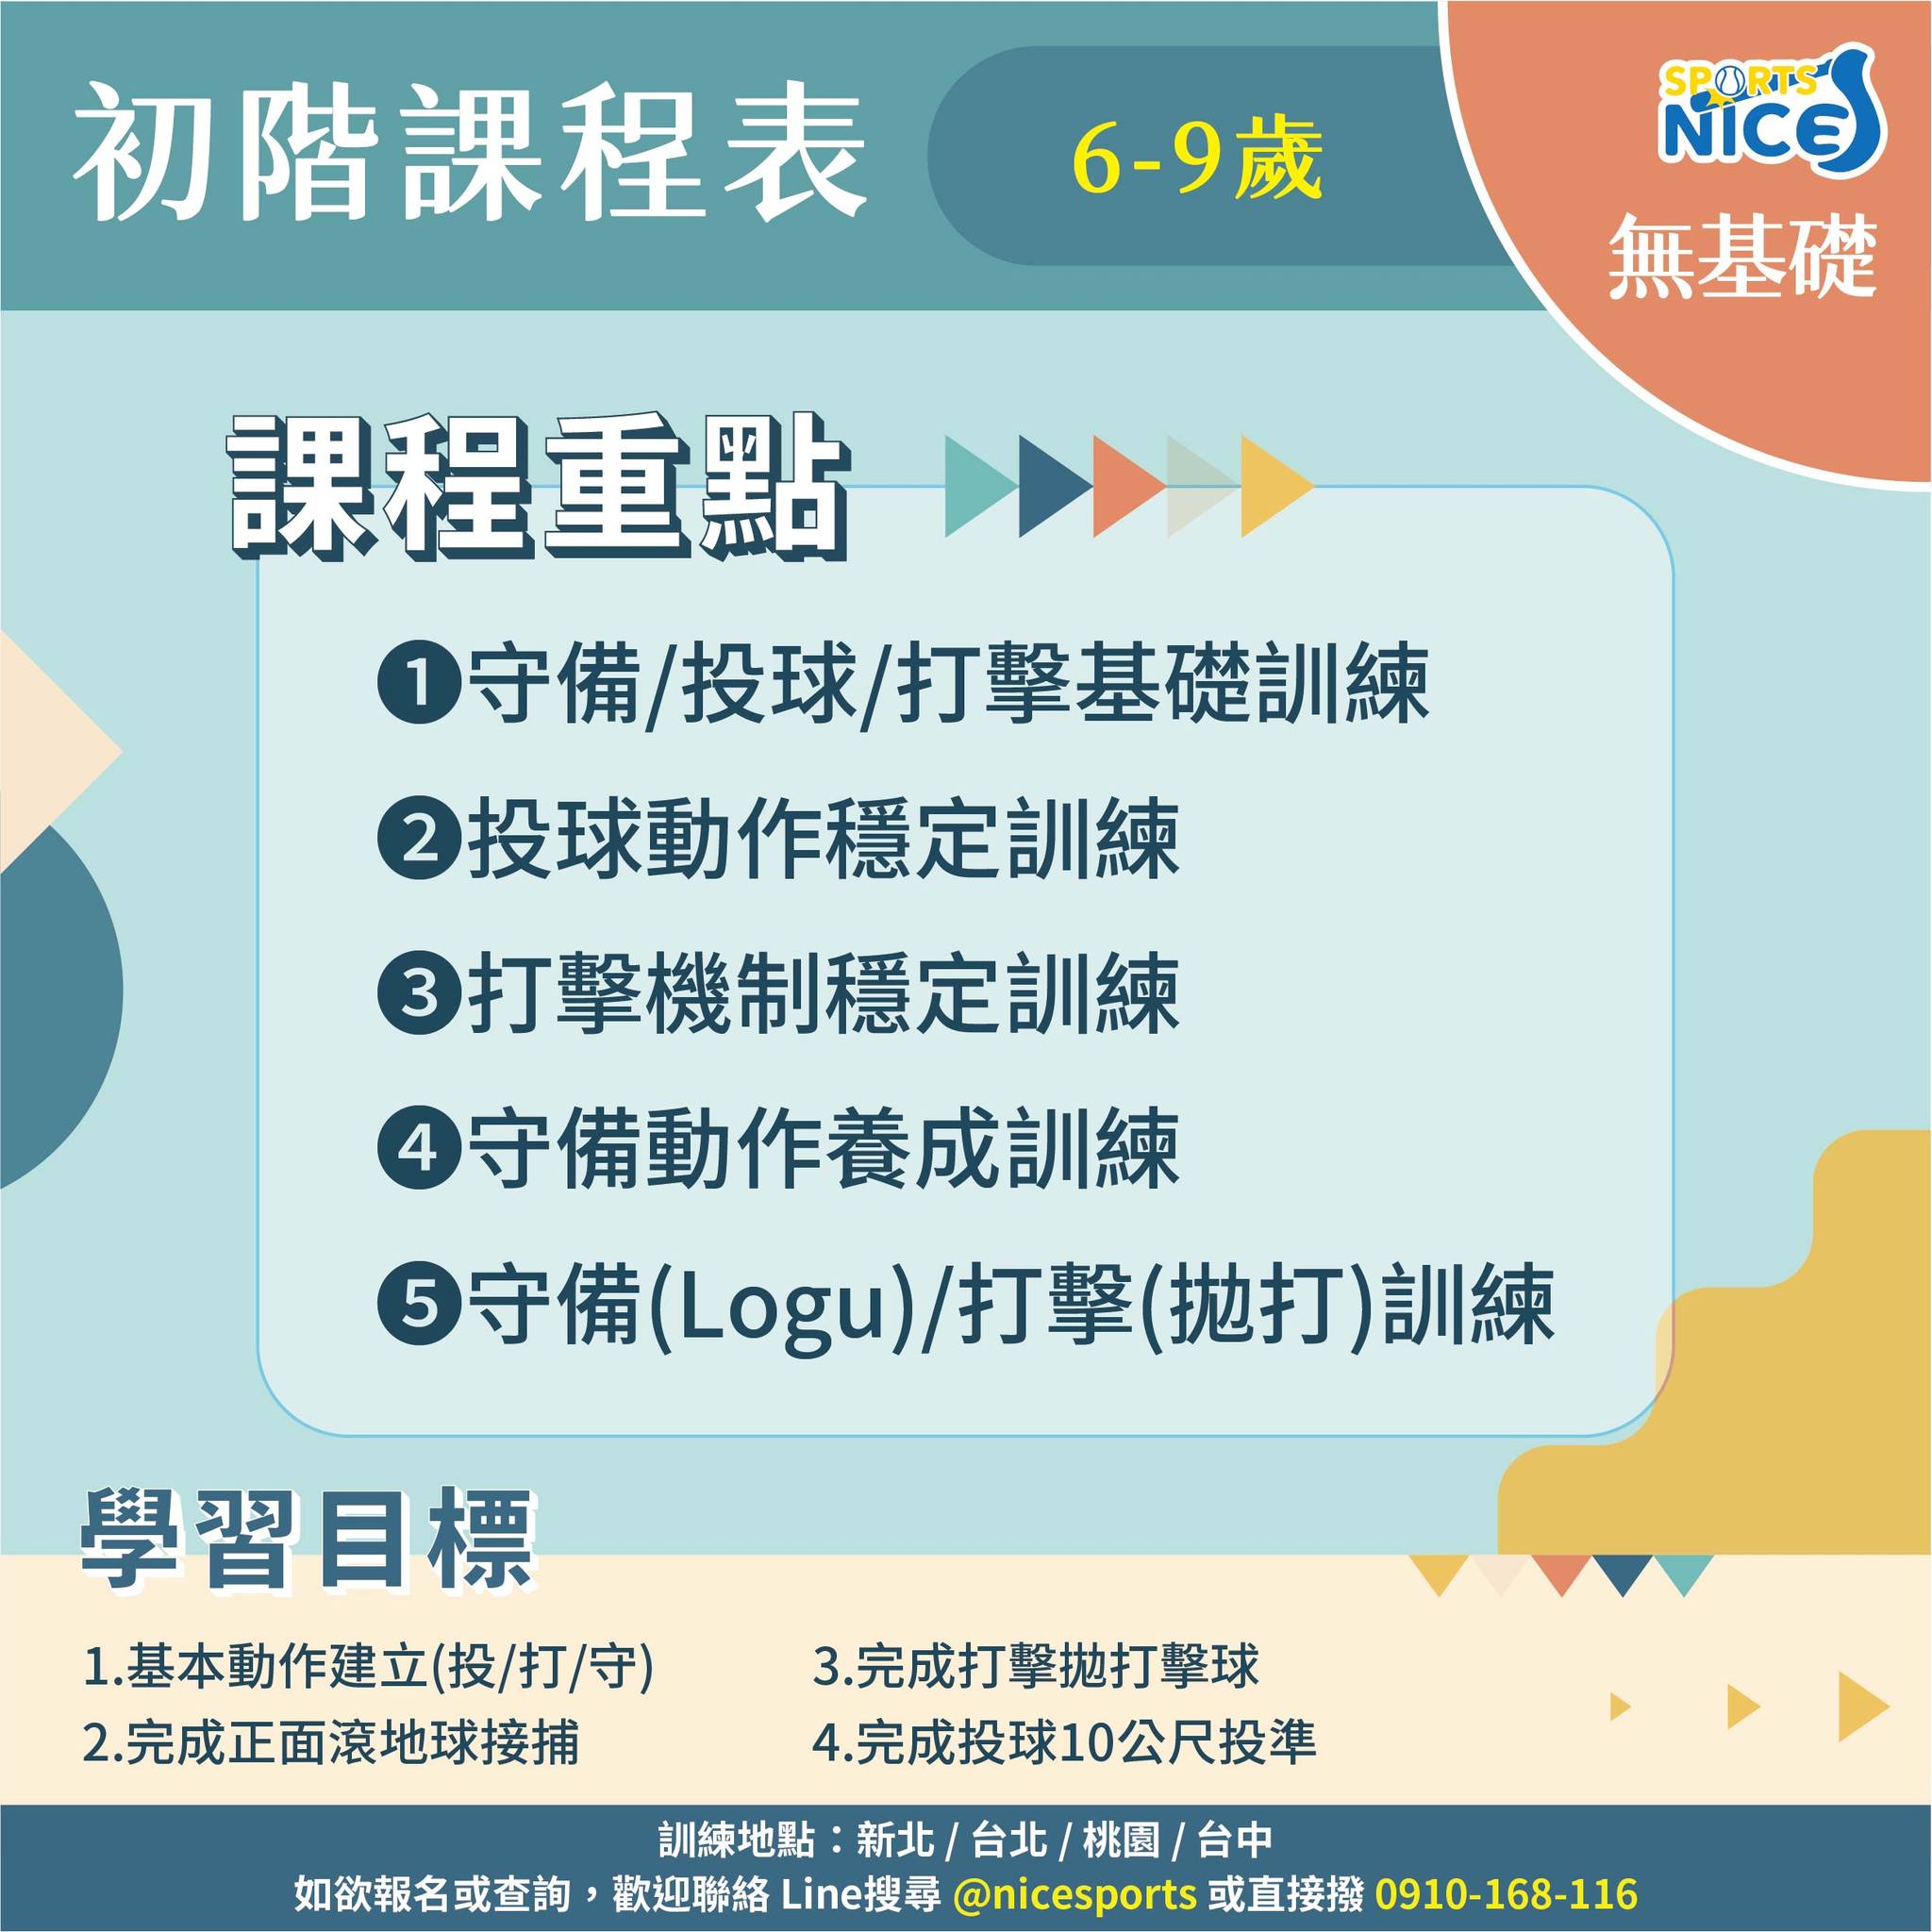 初階課程表
6-9歲
SPORTS
NICE
無基礎
課程重點
❶守備/投球/打擊基礎訓練
❷投球動作穩定訓練
❸打擊機制穩定訓練
❹守備動作養成訓練
❺守備(Logu)/打擊(拋打)訓練
學習目標
1.基本動作建立(投/打/守)
2.完成正面滾地球接捕
3.完成打擊拋打擊球
4.完成投球10公尺投準
訓練地點：新北 / 台北 / 桃園 / 台中
如欲報名或查詢，歡迎聯絡 Line搜尋 @nicesports 或直接撥 0910-168-116